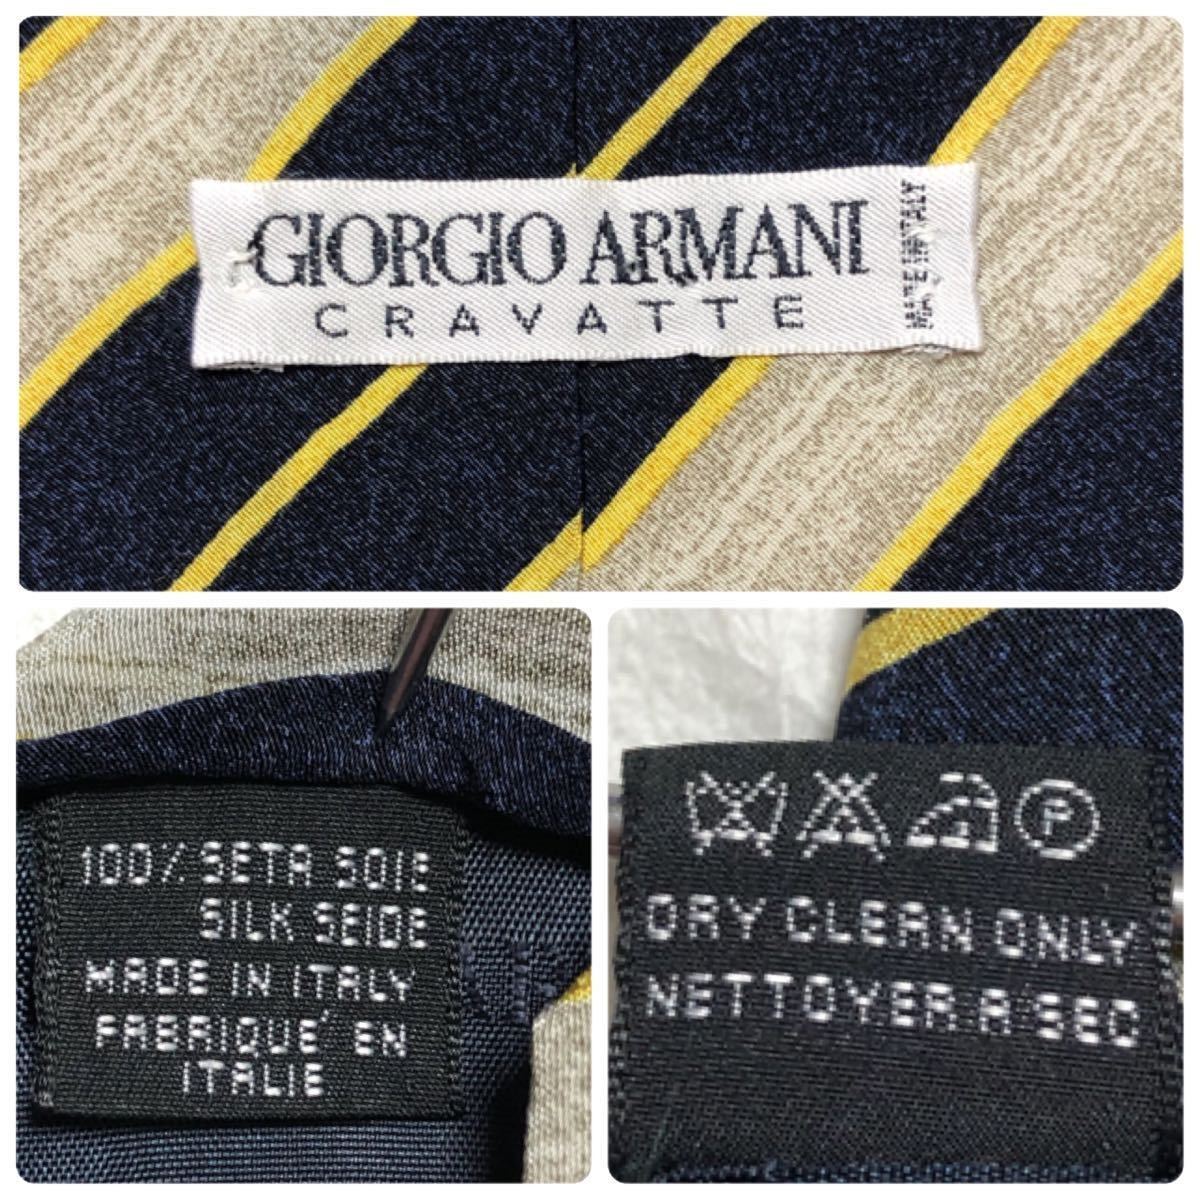 GIORGIO ARMANI
CRAVATTE
MADE IN ITALY
100% SETA SOIE
SILK SEIDE
MADE IN ITALY
FABRIQUE' EN
ITALIE
P
DRY CLEAN ONLY
NETTOYER A'SEC